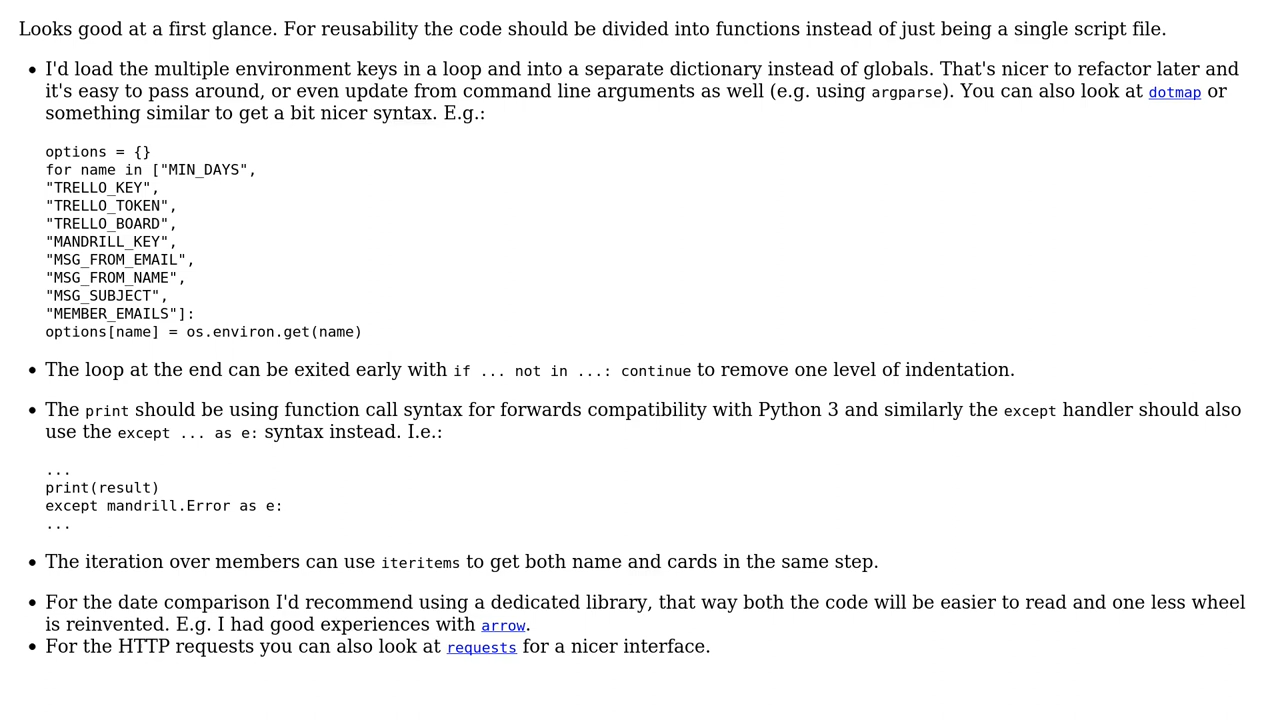 Looks good at a first glance. For reusability the code should be divided into functions instead of just being a single script file.
• I'd load the multiple environment keys in a loop and into a separate dictionary instead of globals. That's nicer to refactor later and
it's easy to pass around, or even update from command line arguments as well (e.g. using argparse). You can also look at dotmap or
something similar to get a bit nicer syntax. E.g.:
options = {}
for name in ["MIN_DAYS",
"TRELLO_KEY",
"TRELLO_TOKEN",
"TRELLO_BOARD",
"MANDRILL_KEY",
"MSG_FROM_EMAIL",
"MSG_FROM_NAME",
"MSG_SUBJECT",
"MEMBER_EMAILS"]:
options[name] = os.environ.get(name)
• The loop at the end can be exited early with if ... not in ...: continue to remove one level of indentation.
• The print should be using function call syntax for forwards compatibility with Python 3 and similarly the except handler should also
use the except ... as e: syntax instead. I.e.:
...
print(result)
except mandrill.Error as e:
...
• The iteration over members can use iteritems to get both name and cards in the same step.
• For the date comparison I'd recommend using a dedicated library, that way both the code will be easier to read and one less wheel
is reinvented. E.g. I had good experiences with arrow.
• For the HTTP requests you can also look at requests for a nicer interface.